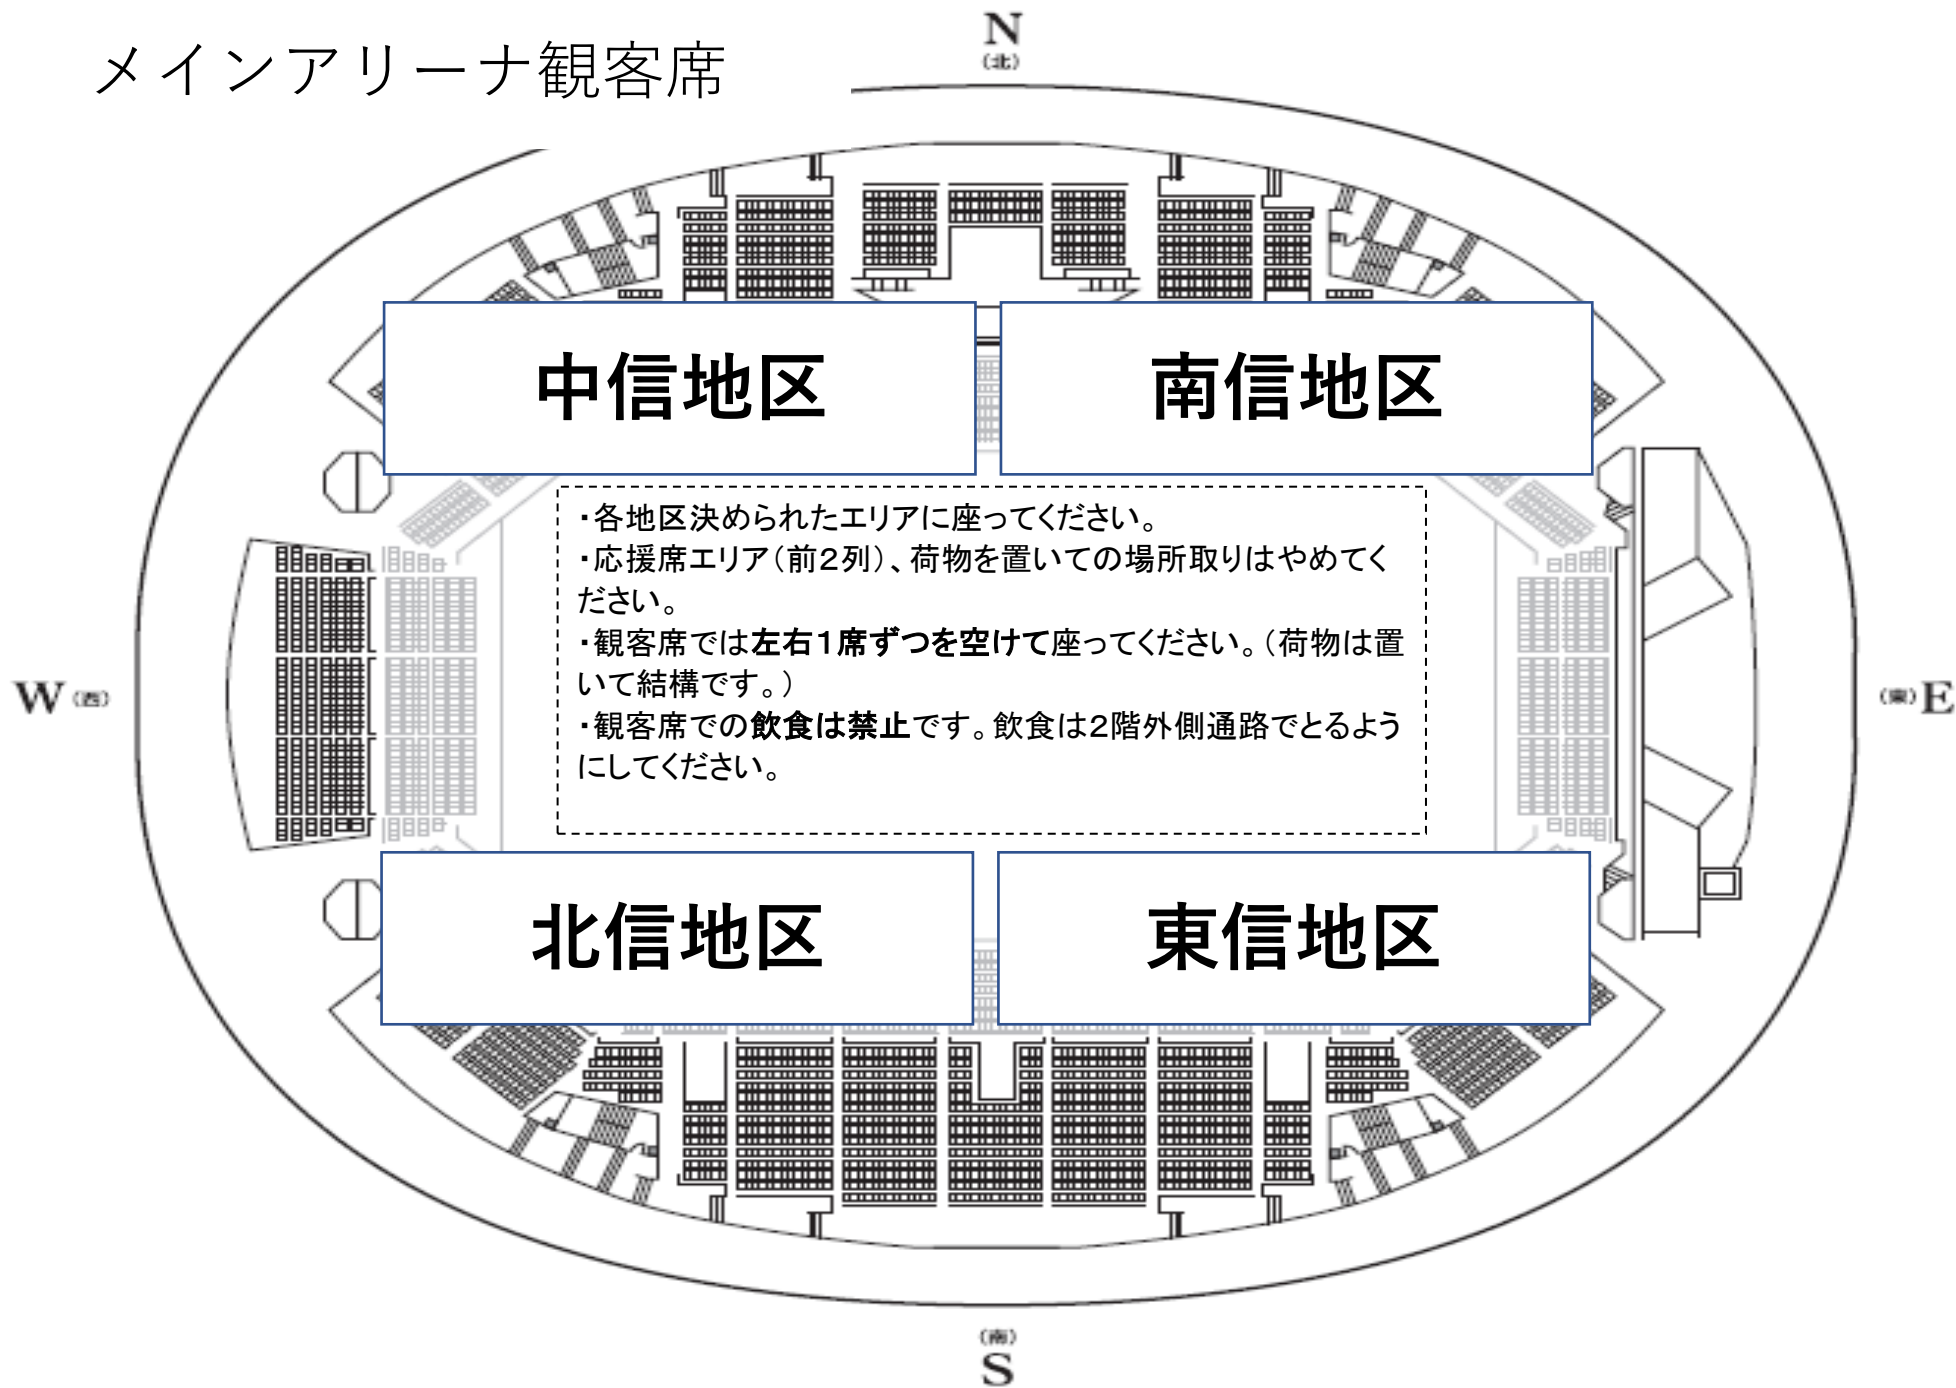 メインアリーナ観客席
N
(北)
中信地区
南信地区
・各地区決められたエリアに座ってください。
・応援席エリア(前2列)、荷物を置いての場所取りはやめてく
ださい。
・観客席では左右1席ずつを空けて座ってください。(荷物は置
いて結構です。)
・観客席での飲食は禁止です。飲食は2階外側通路でとるよう
にしてください。
W(西)
(東)E
北信地区
東信地区
(南)
S